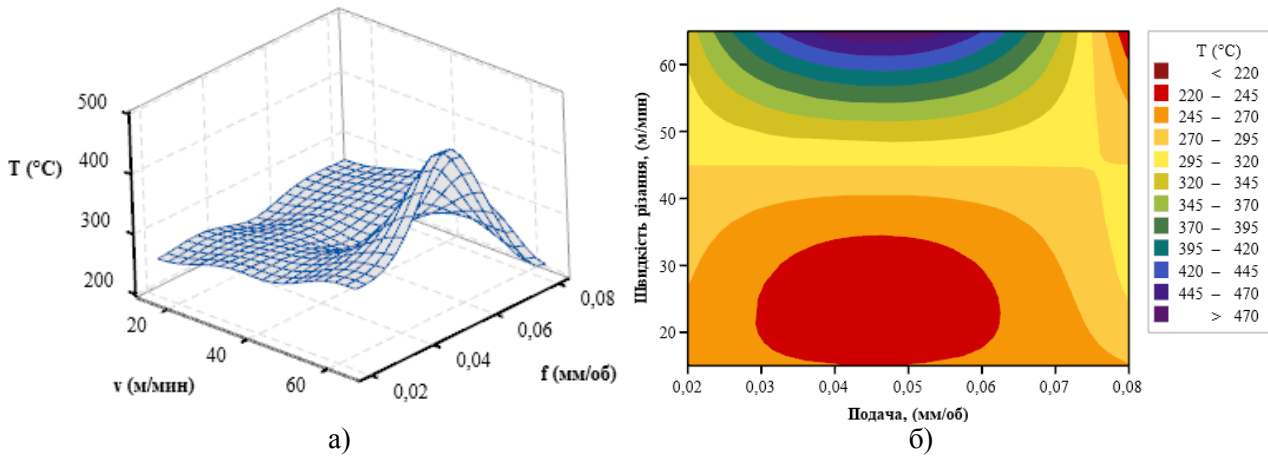 500
400
300
200
T (°C)
20
40
60
v (м/мин)
0,02
0,04
0,06
0,08
f (мм/об)
а)
60
50
40
30
20
Швидкість різання, (м/мин)
0,02 0,03 0,04 0,05 0,06 0,07 0,08
Подача, (мм/об)
T (°C)
< 220
220 – 245
245 – 270
270 – 295
295 – 320
320 – 345
345 – 370
370 – 395
395 – 420
420 – 445
445 – 470
> 470
б)